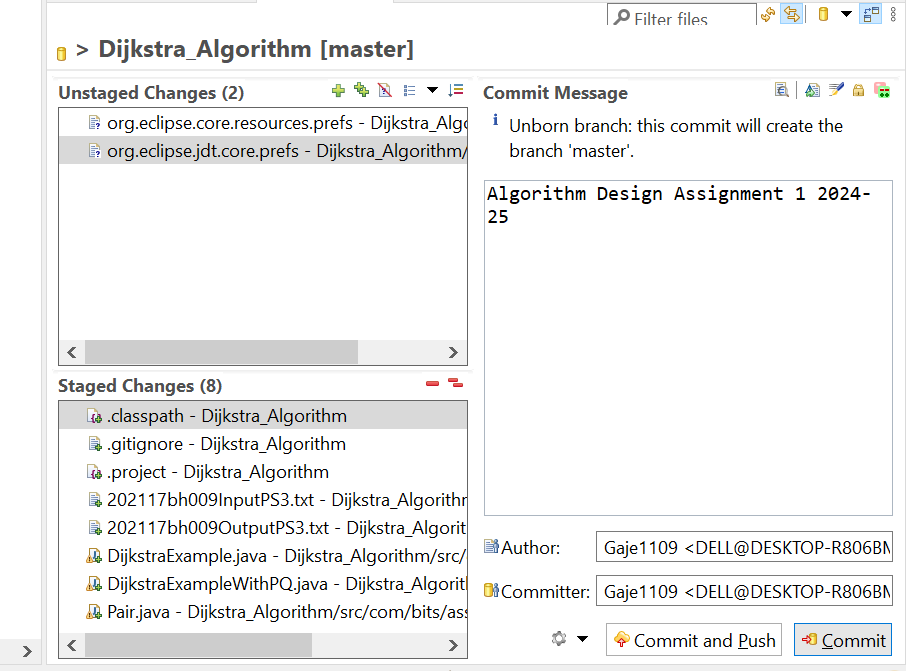 Filter files
> Dijkstra_Algorithm [master]
Unstaged Changes (2)
org.eclipse.core.resources.prefs - Dijkstra_Algo
org.eclipse.jdt.core.prefs - Dijkstra_Algorithm/
Staged Changes (8)
.classpath - Dijkstra_Algorithm
.gitignore - Dijkstra_Algorithm
.project - Dijkstra_Algorithm
202117bh009InputPS3.txt - Dijkstra_Algorithm
202117bh009OutputPS3.txt - Dijkstra_Algorit
DijkstraExample.java - Dijkstra_Algorithm/src/
DijkstraExampleWithPQ.java - Dijkstra_Algorit
Pair.java - Dijkstra_Algorithm/src/com/bits/ass
Commit Message
Unborn branch: this commit will create the
branch 'master'.
Algorithm Design Assignment 1 2024-
25
Author: Gaje1109 <DELL@DESKTOP-R806BM
Committer: Gaje1109 <DELL@DESKTOP-R806BM
Commit and Push
Commit